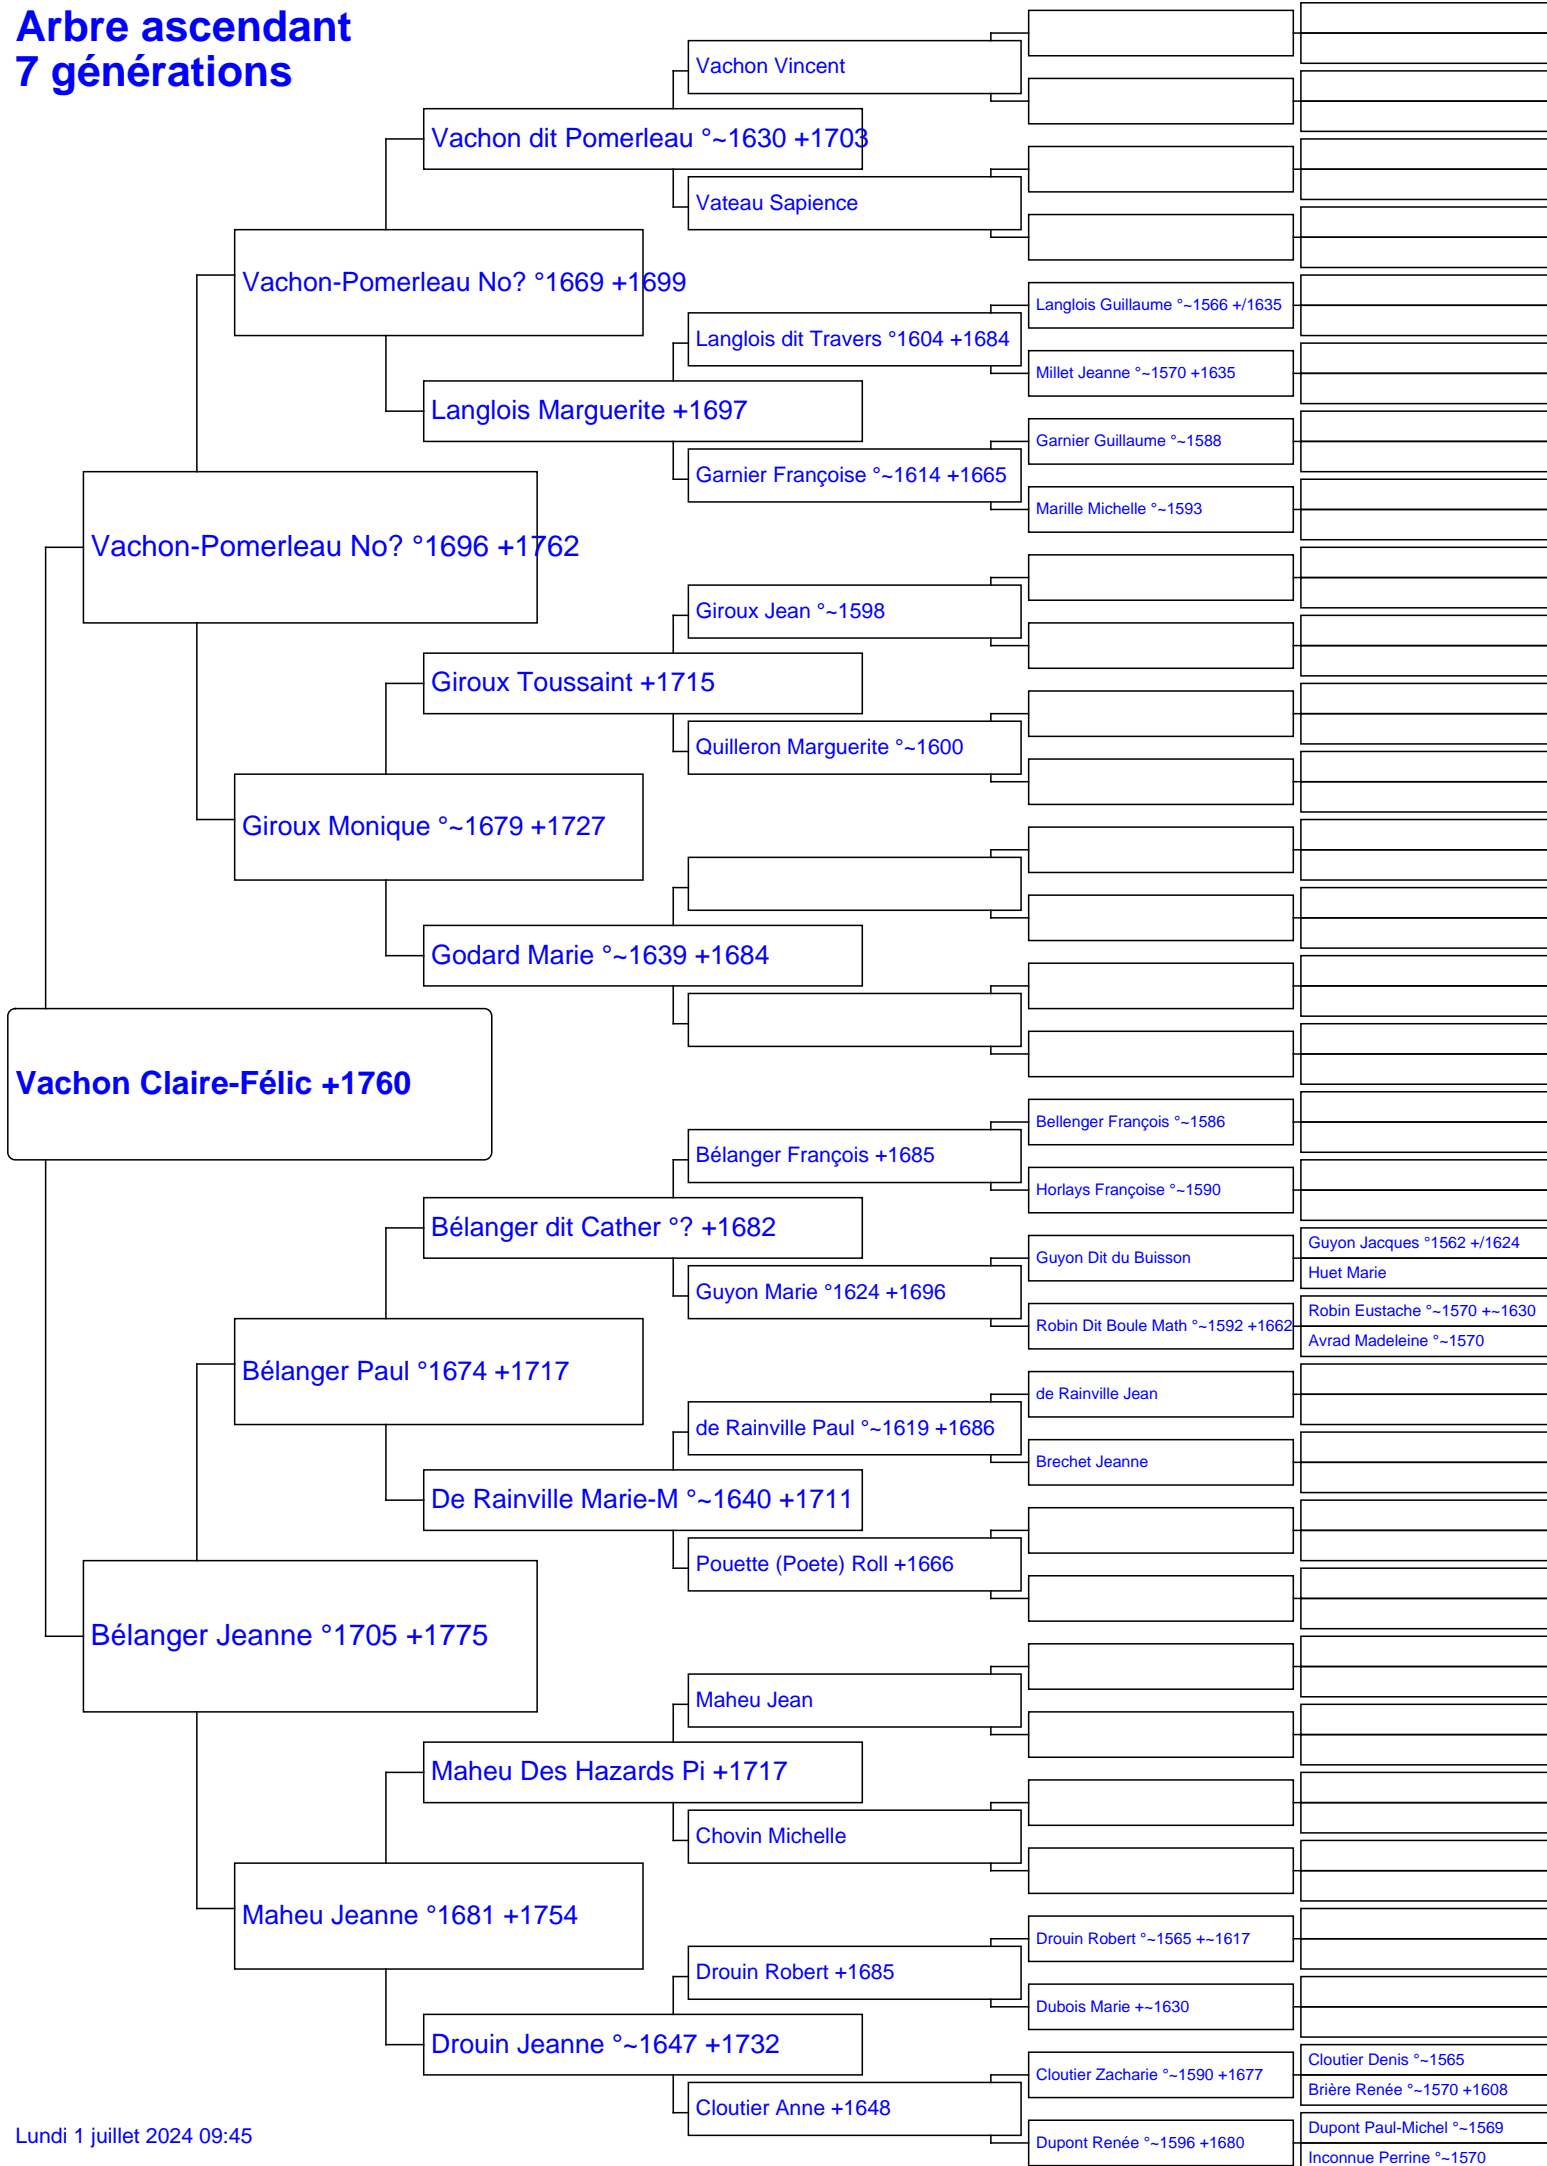 Arbre ascendant
7 générations
Vachon Vincent
Vachon dit Pomerleau °~1630 +1703
Vateau Sapience
Vachon-Pomerleau No? °1669 +1699
Langlois Guillaume °~1566 +/1635
Langlois dit Travers °1604 +1684
Millet Jeanne °~1570 +1635
Langlois Marguerite +1697
Garnier Guillaume °~1588
Garnier Françoise °~1614 +1665
Marille Michelle °~1593
Vachon-Pomerleau No? °1696 +1762
Giroux Jean °~1598
Giroux Toussaint +1715
Quilleron Marguerite °~1600
Giroux Monique °~1679 +1727
Godard Marie °~1639 +1684
Vachon Claire-Félic +1760
Bellenger François °~1586
Bélanger François +1685
Horlays Françoise °~1590
Bélanger dit Cather °? +1682
Guyon Jacques °1562 +/1624
Guyon Dit du Buisson
Huet Marie
Guyon Marie °1624 +1696
Robin Eustache °~1570 +~1630
Robin Dit Boule Math °~1592 +1662
Avrad Madeleine °~1570
Bélanger Paul °1674 +1717
de Rainville Jean
de Rainville Paul °~1619 +1686
Brechet Jeanne
De Rainville Marie-M °~1640 +1711
Pouette (Poete) Roll +1666
Bélanger Jeanne °1705 +1775
Maheu Jean
Maheu Des Hazards Pi +1717
Chovin Michelle
Maheu Jeanne °1681 +1754
Drouin Robert °~1565 +~1617
Drouin Robert +1685
Dubois Marie +~1630
Drouin Jeanne °~1647 +1732
Cloutier Denis °~1565
Cloutier Zacharie °~1590 +1677
Brière Renée °~1570 +1608
Cloutier Anne +1648
Dupont Paul-Michel °~1569
Dupont Renée °~1596 +1680
Inconnue Perrine °~1570
Lundi 1 juillet 2024 09:45